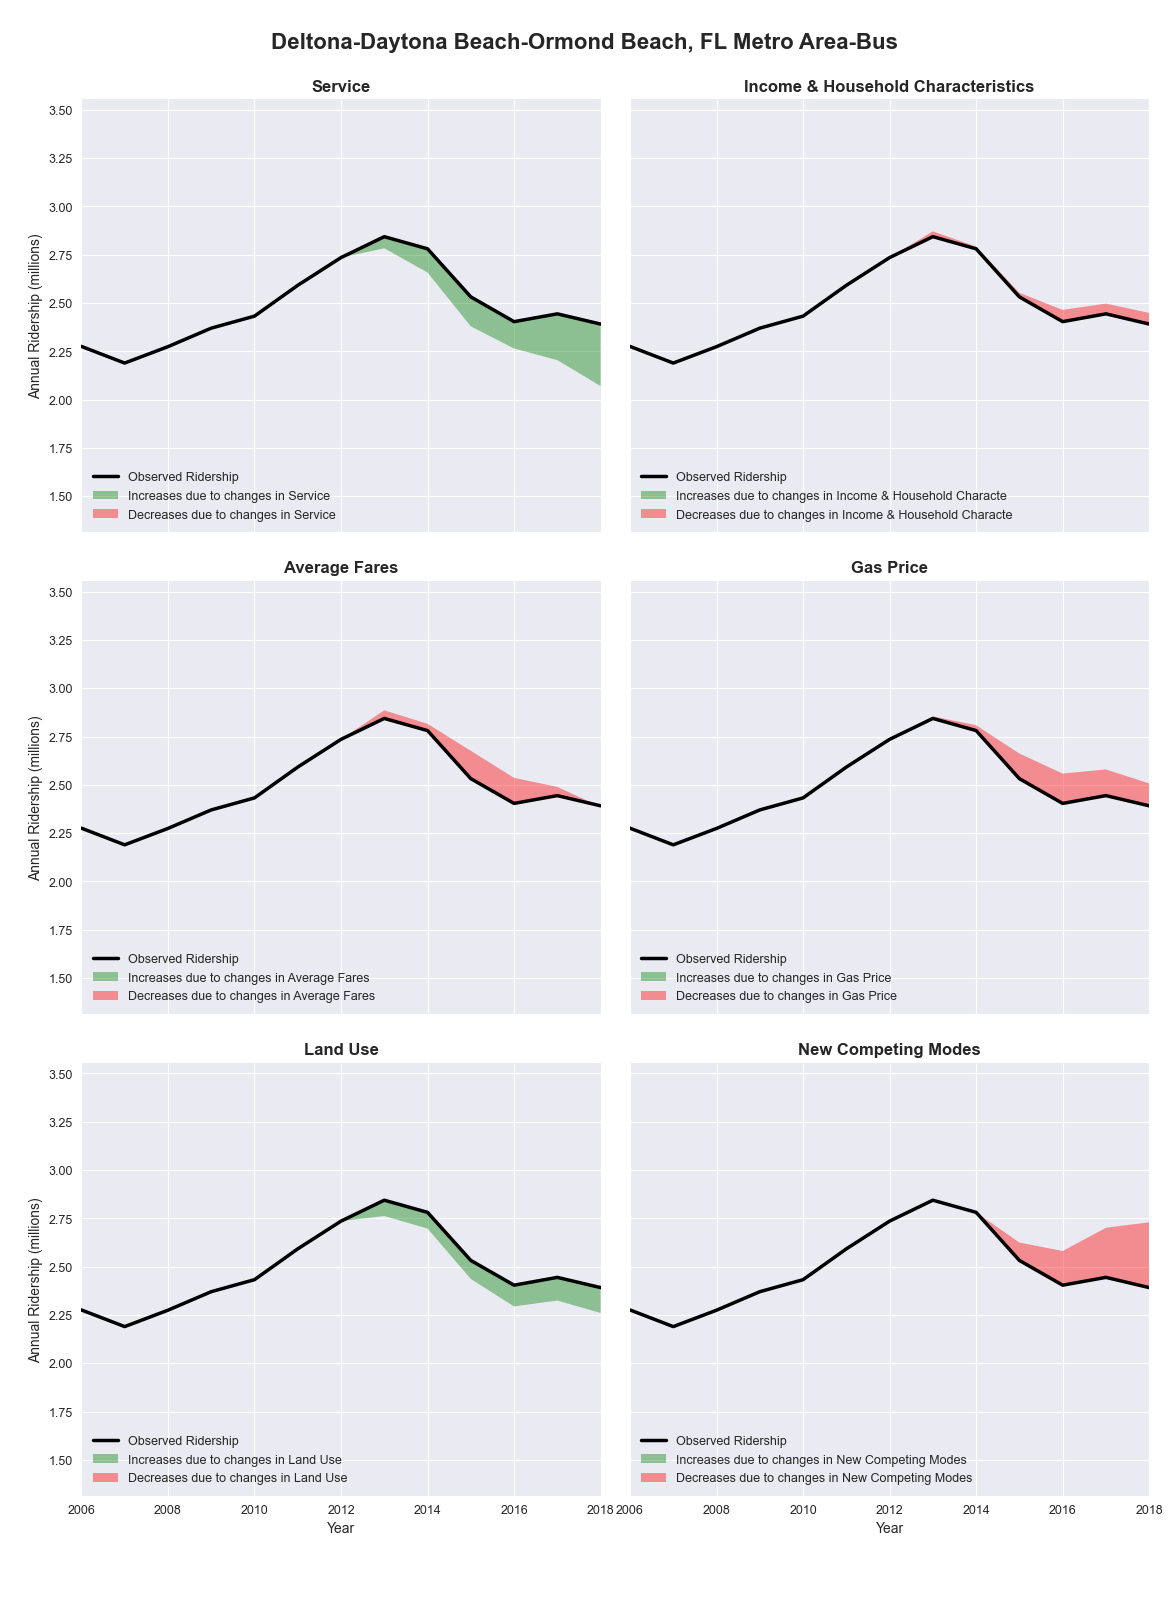 Deltona-Daytona Beach-Ormond Beach, FL Metro Area-Bus
Service
3.50
3.25
3.00
2.75
2.50
2.25
2.00
1.75
1.50
Annual Ridership (millions)
Observed Ridership
Increases due to changes in Service
Decreases due to changes in Service
Income & Household Characteristics
Observed Ridership
Increases due to changes in Income & Household Characte
Decreases due to changes in Income & Household Characte
Average Fares
3.50
3.25
3.00
2.75
2.50
2.25
2.00
1.75
1.50
Annual Ridership (millions)
Observed Ridership
Increases due to changes in Average Fares
Decreases due to changes in Average Fares
Gas Price
Observed Ridership
Increases due to changes in Gas Price
Decreases due to changes in Gas Price
Land Use
3.50
3.25
3.00
2.75
2.50
2.25
2.00
1.75
1.50
Annual Ridership (millions)
Observed Ridership
Increases due to changes in Land Use
Decreases due to changes in Land Use
2006 2008 2010 2012 2014 2016 2018
Year
New Competing Modes
Observed Ridership
Increases due to changes in New Competing Modes
Decreases due to changes in New Competing Modes
2006 2008 2010 2012 2014 2016 2018
Year